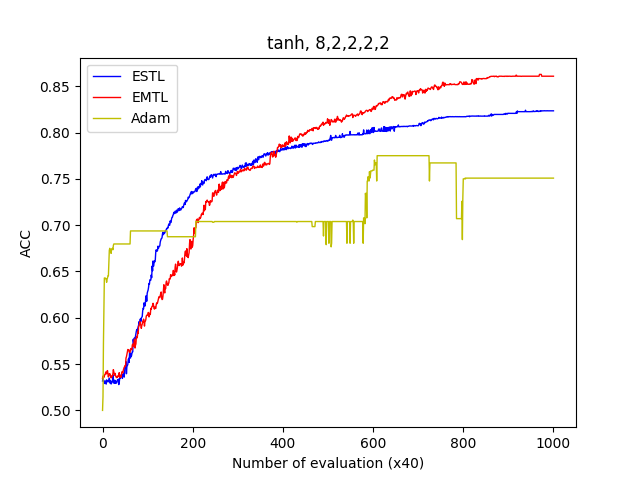 tanh, 8,2,2,2,2
ESTL
EMTL
Adam
ACC
0.85
0.80
0.75
0.70
0.65
0.60
0.55
0.50
0 200 400 600 800 1000
Number of evaluation (x40)